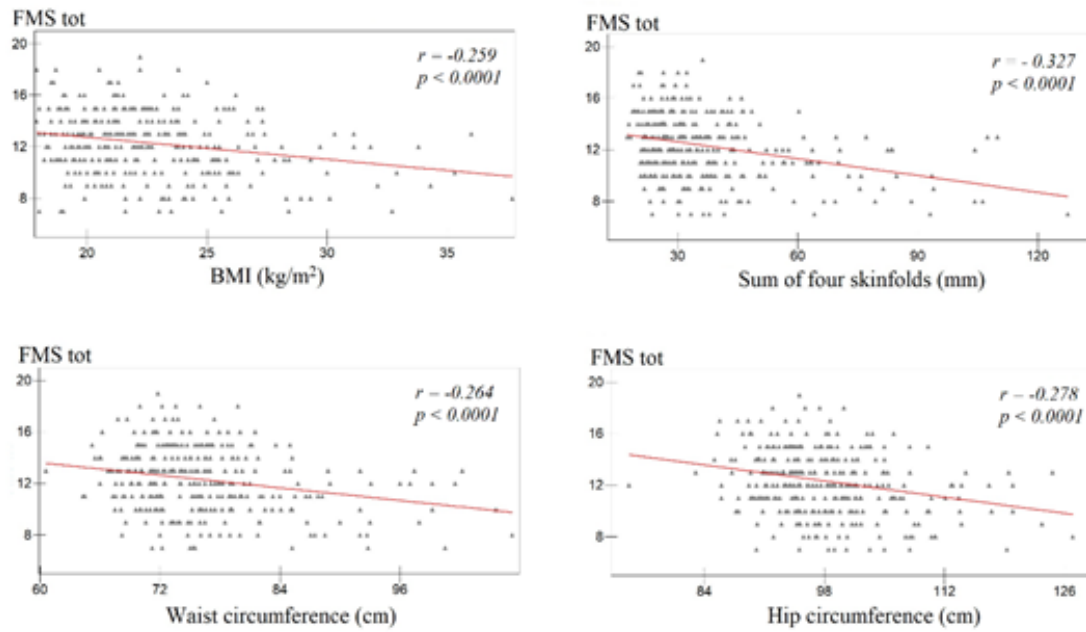 FMS tot
20
r = -0.259
p < 0.0001
16
12
8
20 25 30 35
BMI (kg/m²)
FMS tot
20
r = - 0.327
p < 0.0001
16
12
8
30 60 90 120
Sum of four skinfolds (mm)
FMS tot
20
r = -0.264
p < 0.0001
16
12
8
60 72 84 96
Waist circumference (cm)
FMS tot
20
r = -0.278
p < 0.0001
16
12
8
84 98 112 126
Hip circumference (cm)